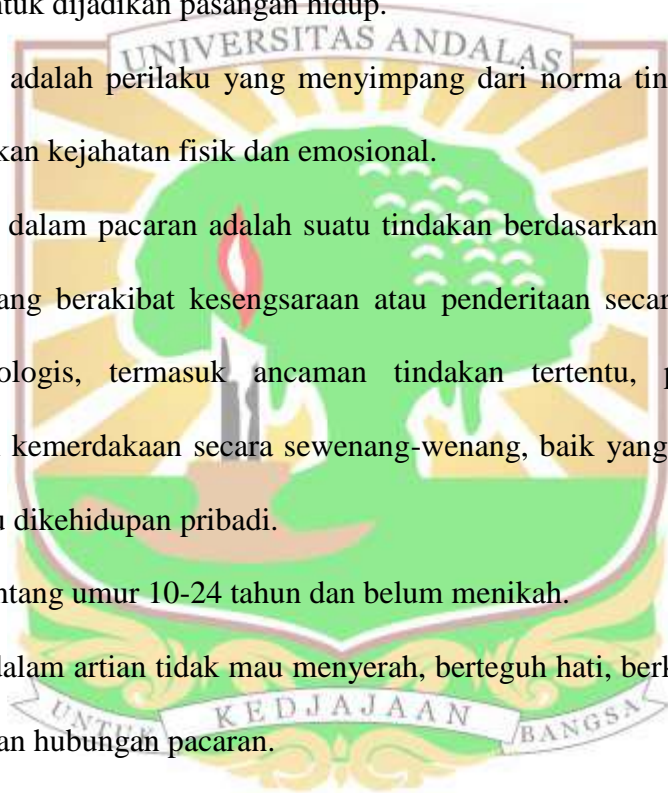 ntuk dijadikan pasangan hidup.
UNIVERSITAS ANDALAS
adalah perilaku yang menyimpang dari norma tin
kan kejahatan fisik dan emosional.
dalam pacaran adalah suatu tindakan berdasarkan
ang berakibat kesengsaraan atau penderitaan secar
ologis, termasuk ancaman tindakan tertentu, p
kemerdakaan secara sewenang-wenang, baik yang
u dikehidupan pribadi.
ntang umur 10-24 tahun dan belum menikah.
dalam artian tidak mau menyerah, berteguh hati, berk
UNTUK KEDJAJAAN BANGSA
an hubungan pacaran.